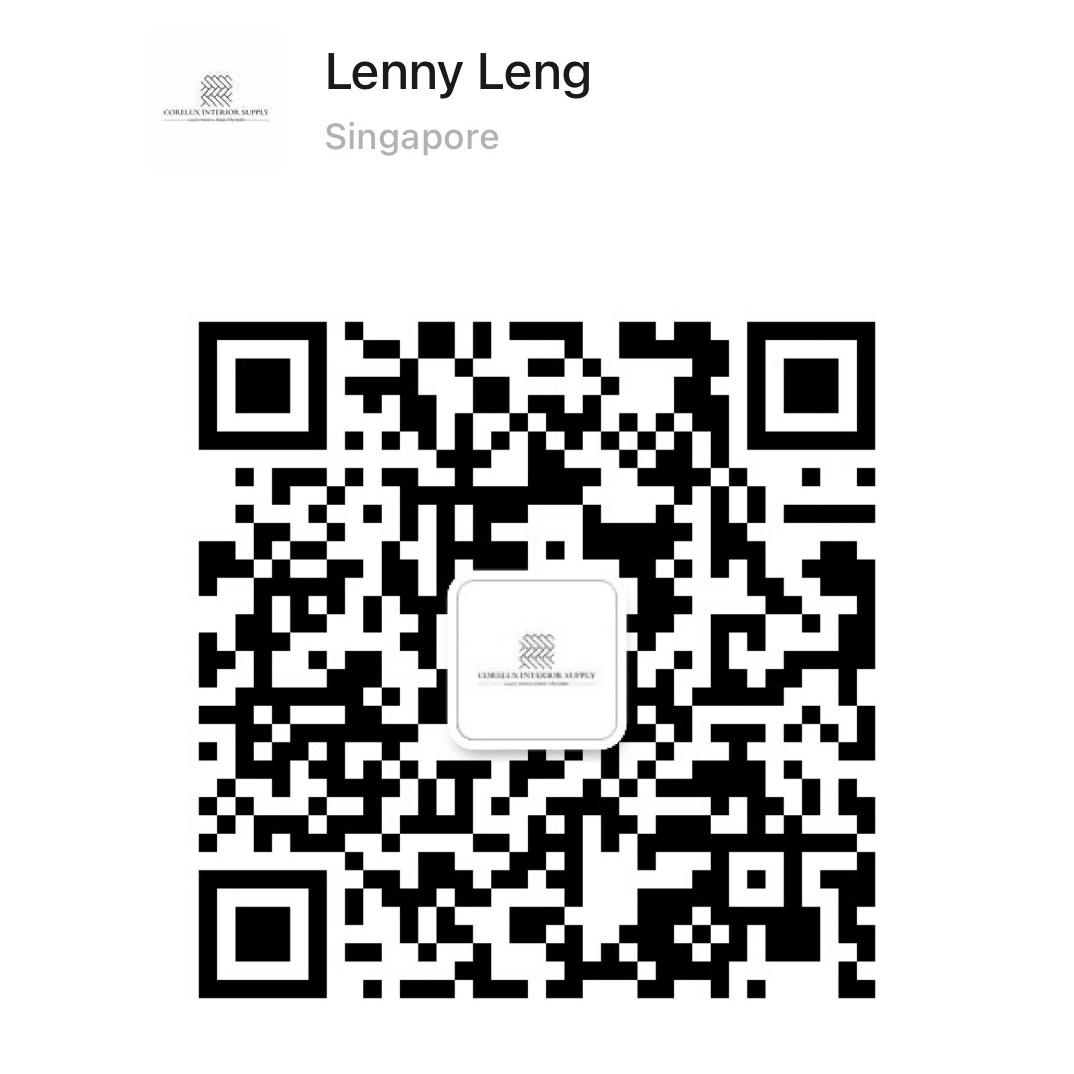 Lenny Leng
Singapore
CORELUX INTERIOR SUPPLY
CORELUX INTERIOR SUPPLY